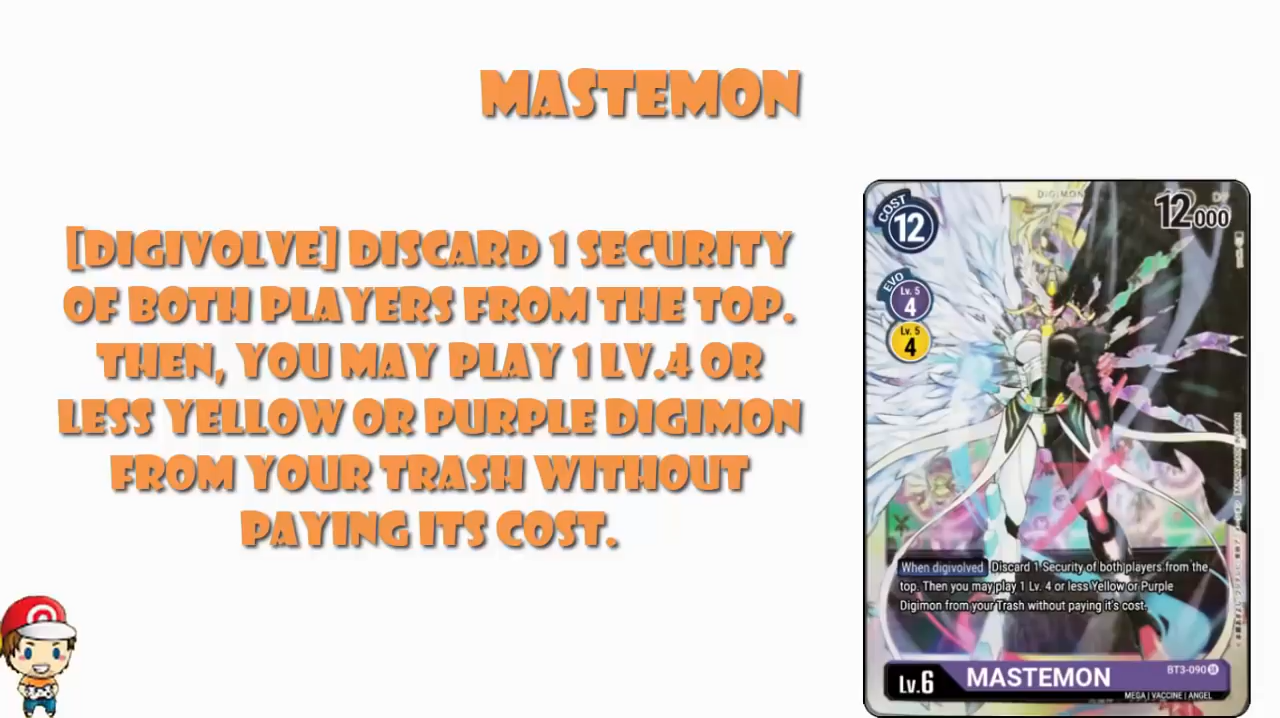 MASTEMON
[DIGIVOLVE] DISCARD 1 SECURITY
OF BOTH PLAYERS FROM THE TOP.
THEN, YOU MAY PLAY 1 LV.4 OR
LESS YELLOW OR PURPLE DIGIMON
FROM YOUR TRASH WITHOUT
PAYING ITS COST.
DIGIMON
COST
12
12000
DP
EVO
Lv. 5
4
Lv. 5
4
When digivolved Discard 1 Security of both players from the
top. Then you may play 1 Lv. 4 or less Yellow or Purple
Digimon from your Trash without paying it's cost.
Lv.6
MASTEMON
BT3-090 SR
MEGA | VACCINE | ANGEL